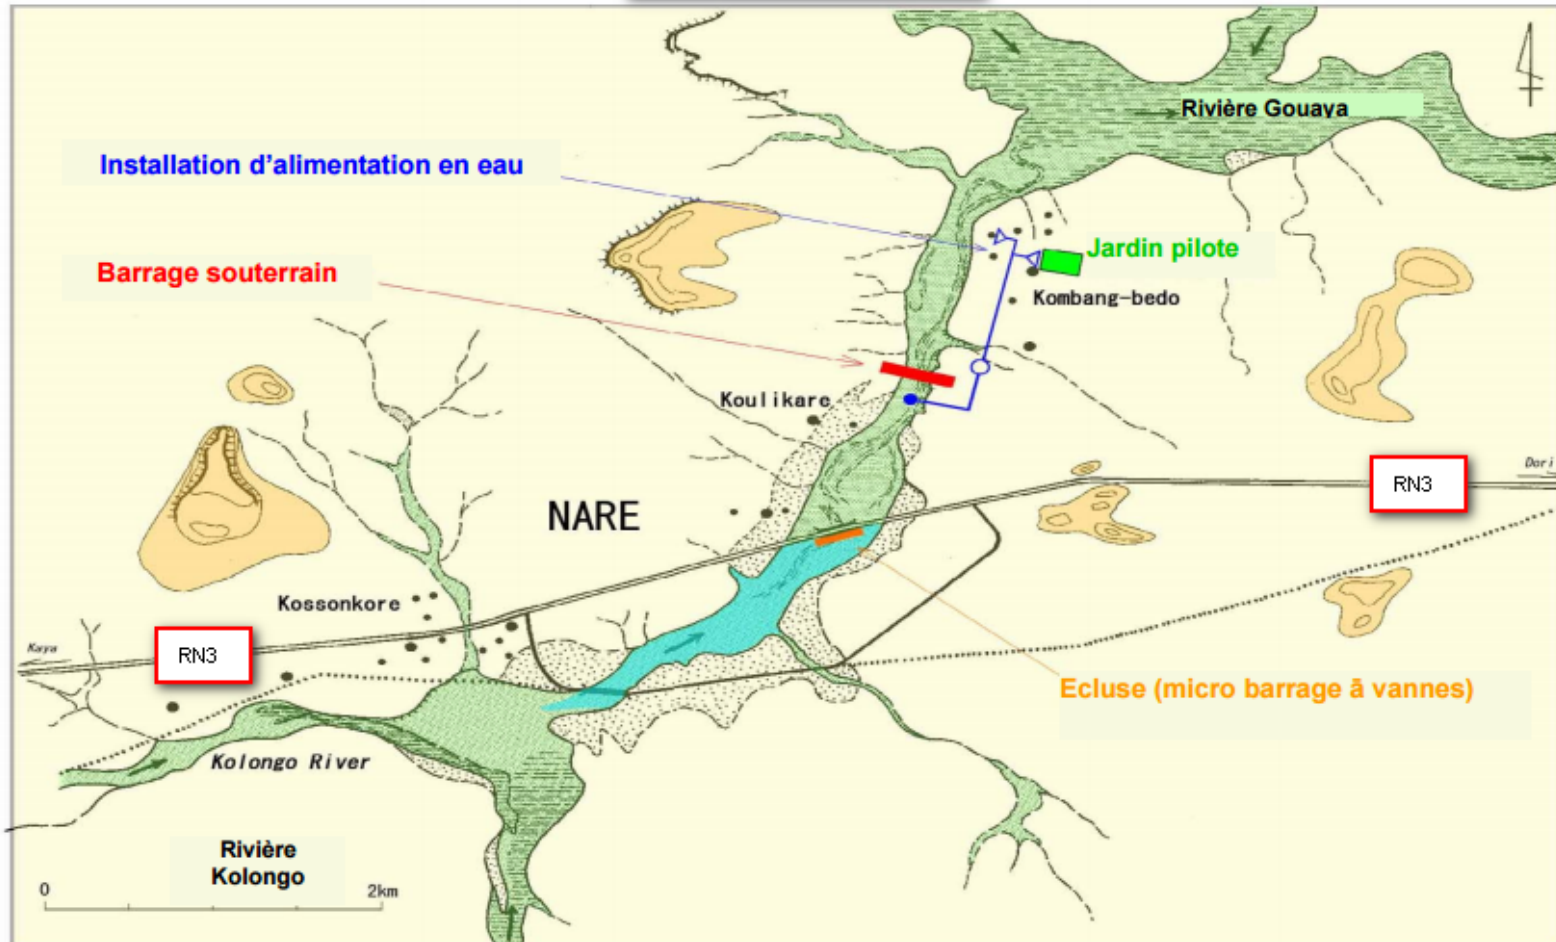 Rivière Gouaya
Installation d'alimentation en eau
Jardin pilote
Barrage souterrain
Kombang-bedo
Koulikare
Dori
RN3
RN3
NARE
Kossonkore
Kaya
RN3
Ecluse (micro barrage ā vannes)
Kolongo River
Rivière
Kolongo
0
2km